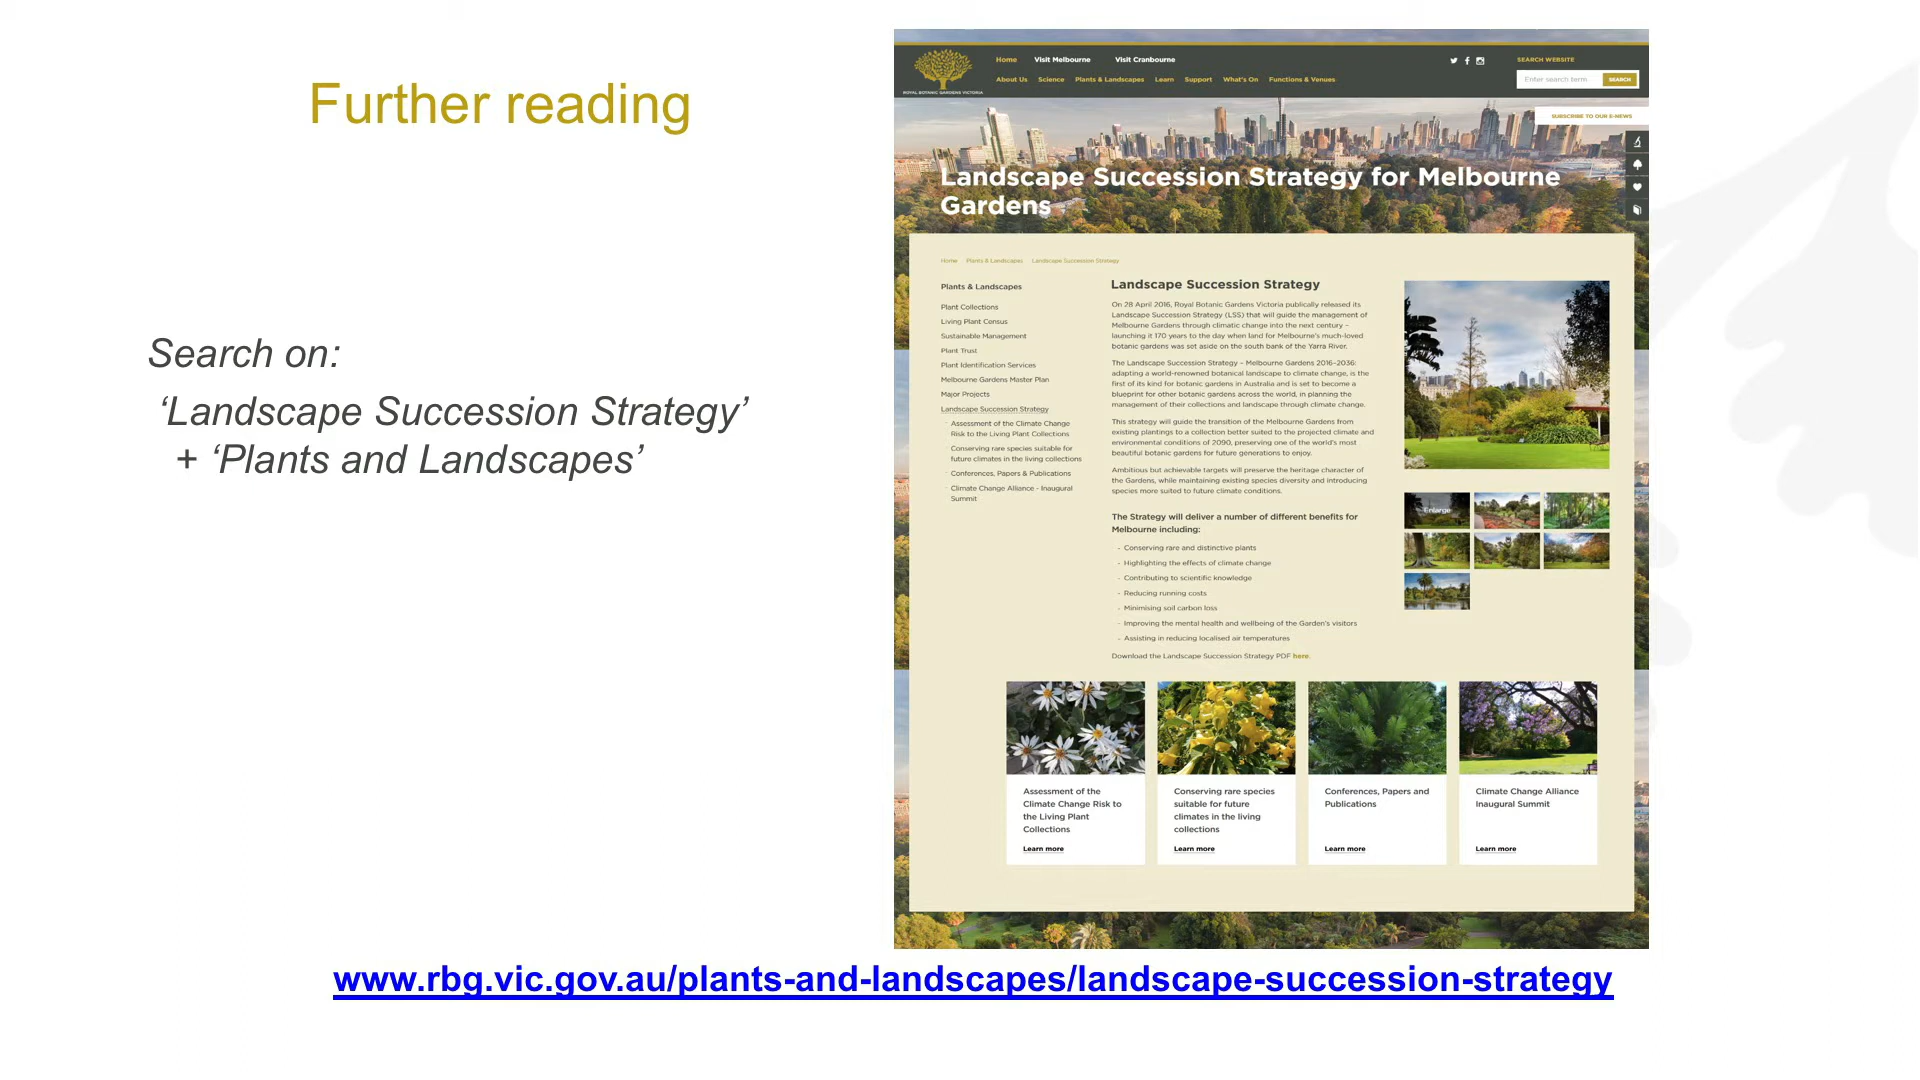 Further reading
Search on:
‘Landscape Succession Strategy’
+ ‘Plants and Landscapes’
ROYAL BOTANIC GARDENS VICTORIA
Home Visit Melbourne Visit Cranbourne
About Us Science Plants & Landscapes Learn Support What's On Functions & Venues
SEARCH WEBSITE
Enter search term SEARCH
SUBSCRIBE TO OUR E-NEWS
Landscape Succession Strategy for Melbourne
Gardens
Home Plants & Landscapes Landscape Succession Strategy
Plants & Landscapes
Plant Collections
Living Plant Census
Sustainable Management
Plant Trust
Plant Identification Services
Melbourne Gardens Master Plan
Major Projects
Landscape Succession Strategy
- Assessment of the Climate Change
Risk to the Living Plant Collections
- Conserving rare species suitable for
future climates in the living collections
- Conferences, Papers & Publications
- Climate Change Alliance - Inaugural
Summit
Landscape Succession Strategy
On 28 April 2016, Royal Botanic Gardens Victoria publically released its
Landscape Succession Strategy (LSS) that will guide the management of
Melbourne Gardens through climatic change into the next century –
launching it 170 years to the day when land for Melbourne's much-loved
botanic gardens was set aside on the south bank of the Yarra River.
The Landscape Succession Strategy – Melbourne Gardens 2016–2036:
adapting a world-renowned botanical landscape to climate change, is the
first of its kind for botanic gardens in Australia and is set to become a
blueprint for other botanic gardens across the world, in planning the
management of their collections and landscape through climate change.
This strategy will guide the transition of the Melbourne Gardens from
existing plantings to a collection better suited to the projected climate and
environmental conditions of 2090, preserving one of the world's most
beautiful botanic gardens for future generations to enjoy.
Ambitious but achievable targets will preserve the heritage character of
the Gardens, while maintaining existing species diversity and introducing
species more suited to future climate conditions.
The Strategy will deliver a number of different benefits for
Melbourne including:
- Conserving rare and distinctive plants
- Highlighting the effects of climate change
- Contributing to scientific knowledge
- Reducing running costs
- Minimising soil carbon loss
- Improving the mental health and wellbeing of the Garden's visitors
- Assisting in reducing localised air temperatures
Download the Landscape Succession Strategy PDF here.
Enlarge
Assessment of the
Climate Change Risk to
the Living Plant
Collections
Learn more
Conserving rare species
suitable for future
climates in the living
collections
Learn more
Conferences, Papers and
Publications
Learn more
Climate Change Alliance
Inaugural Summit
Learn more
www.rbg.vic.gov.au/plants-and-landscapes/landscape-succession-strategy